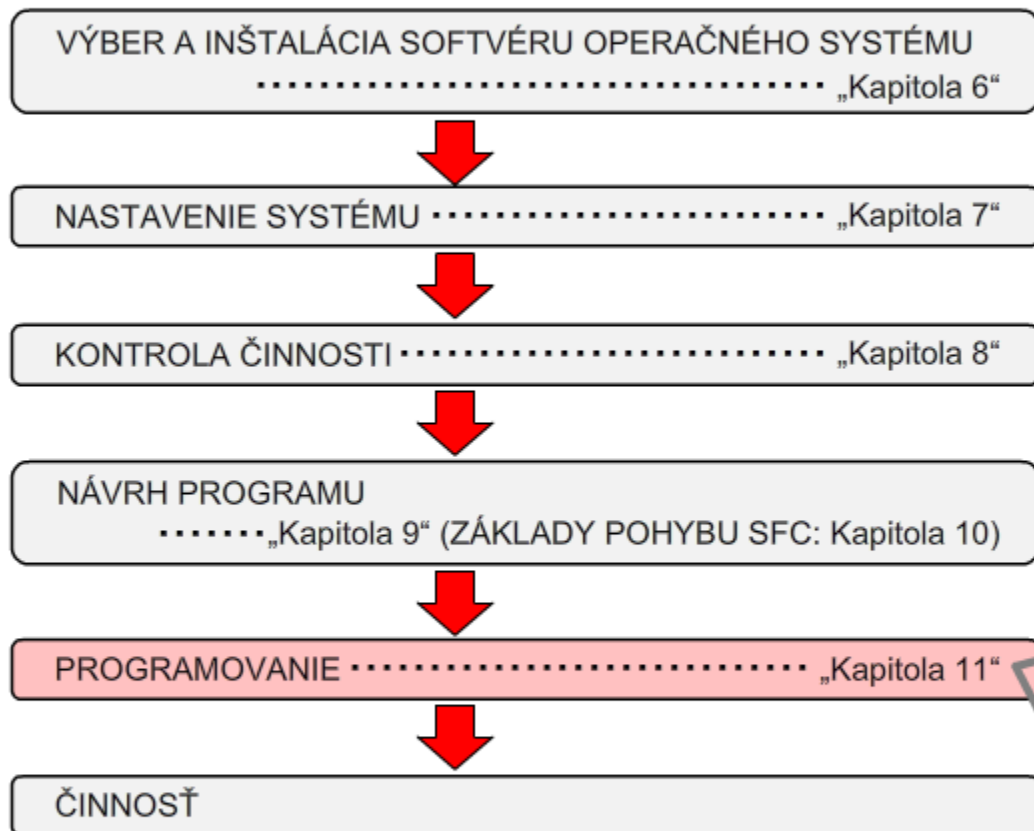 VÝBER A INŠTALÁCIA SOFTVÉRU OPERAČNÉHO SYSTÉMU
„Kapitola 6“
NASTAVENIE SYSTÉMU „Kapitola 7“
KONTROLA ČINNOSTI „Kapitola 8“
NÁVRH PROGRAMU
„Kapitola 9“ (ZÁKLADY POHYBU SFC: Kapitola 10)
PROGRAMOVANIE „Kapitola 11“
ČINNOSŤ